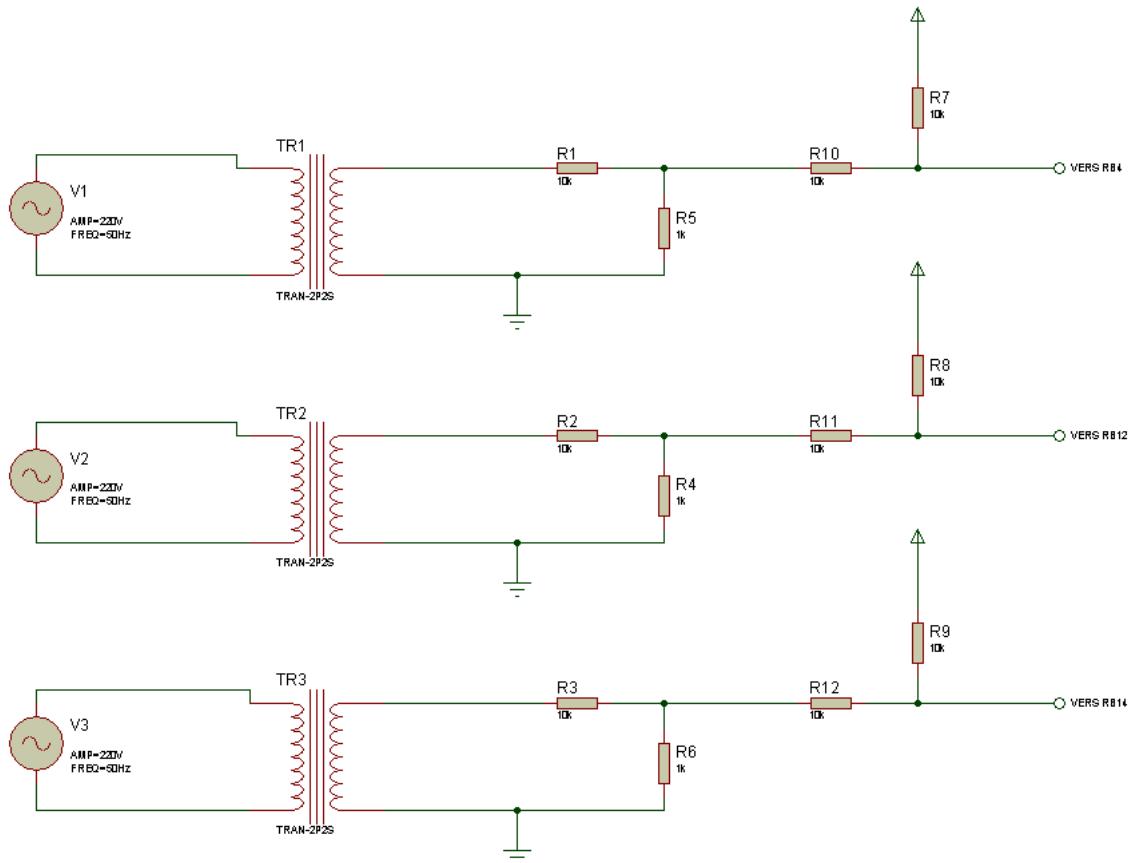 R7
10k
TR1
R1
10k
R10
10k
VERS RB4
V1
AMP=220V
FREQ=50Hz
R5
1k
TRAN-2P2S
R8
10k
TR2
R2
10k
R11
10k
VERS RB12
V2
AMP=220V
FREQ=50Hz
R4
1k
TRAN-2P2S
R9
10k
TR3
R3
10k
R12
10k
VERS RB14
V3
AMP=220V
FREQ=50Hz
R6
1k
TRAN-2P2S